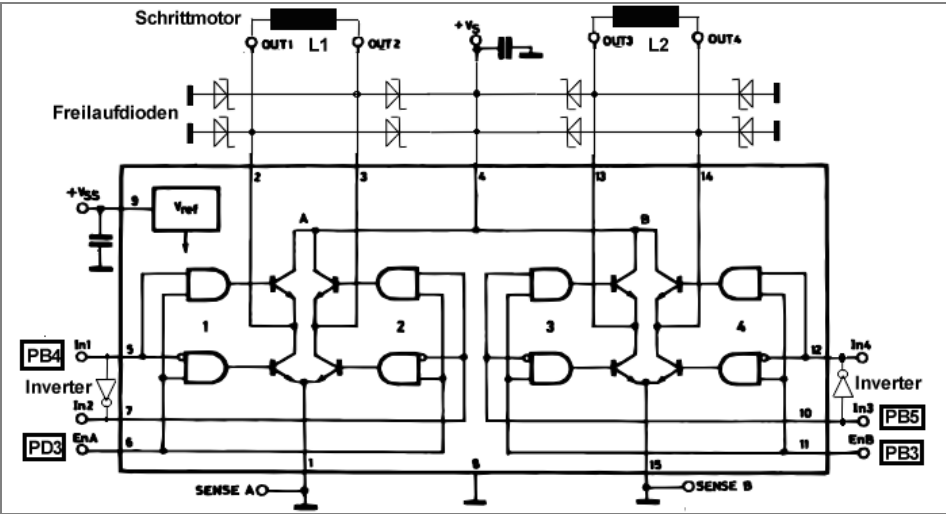 Schrittmotor
L1
OUT1
OUT2
+Vs
L2
OUT3
OUT4
Freilaufdioden
2
3
4
13
14
+VSS
9
Vref
A
B
1
2
3
4
PB4
In1
5
12
In4
Inverter
Inverter
In2
7
10
In3
PB5
PD3
EnA
6
11
EnB
PB3
1
8
15
SENSE A
SENSE B